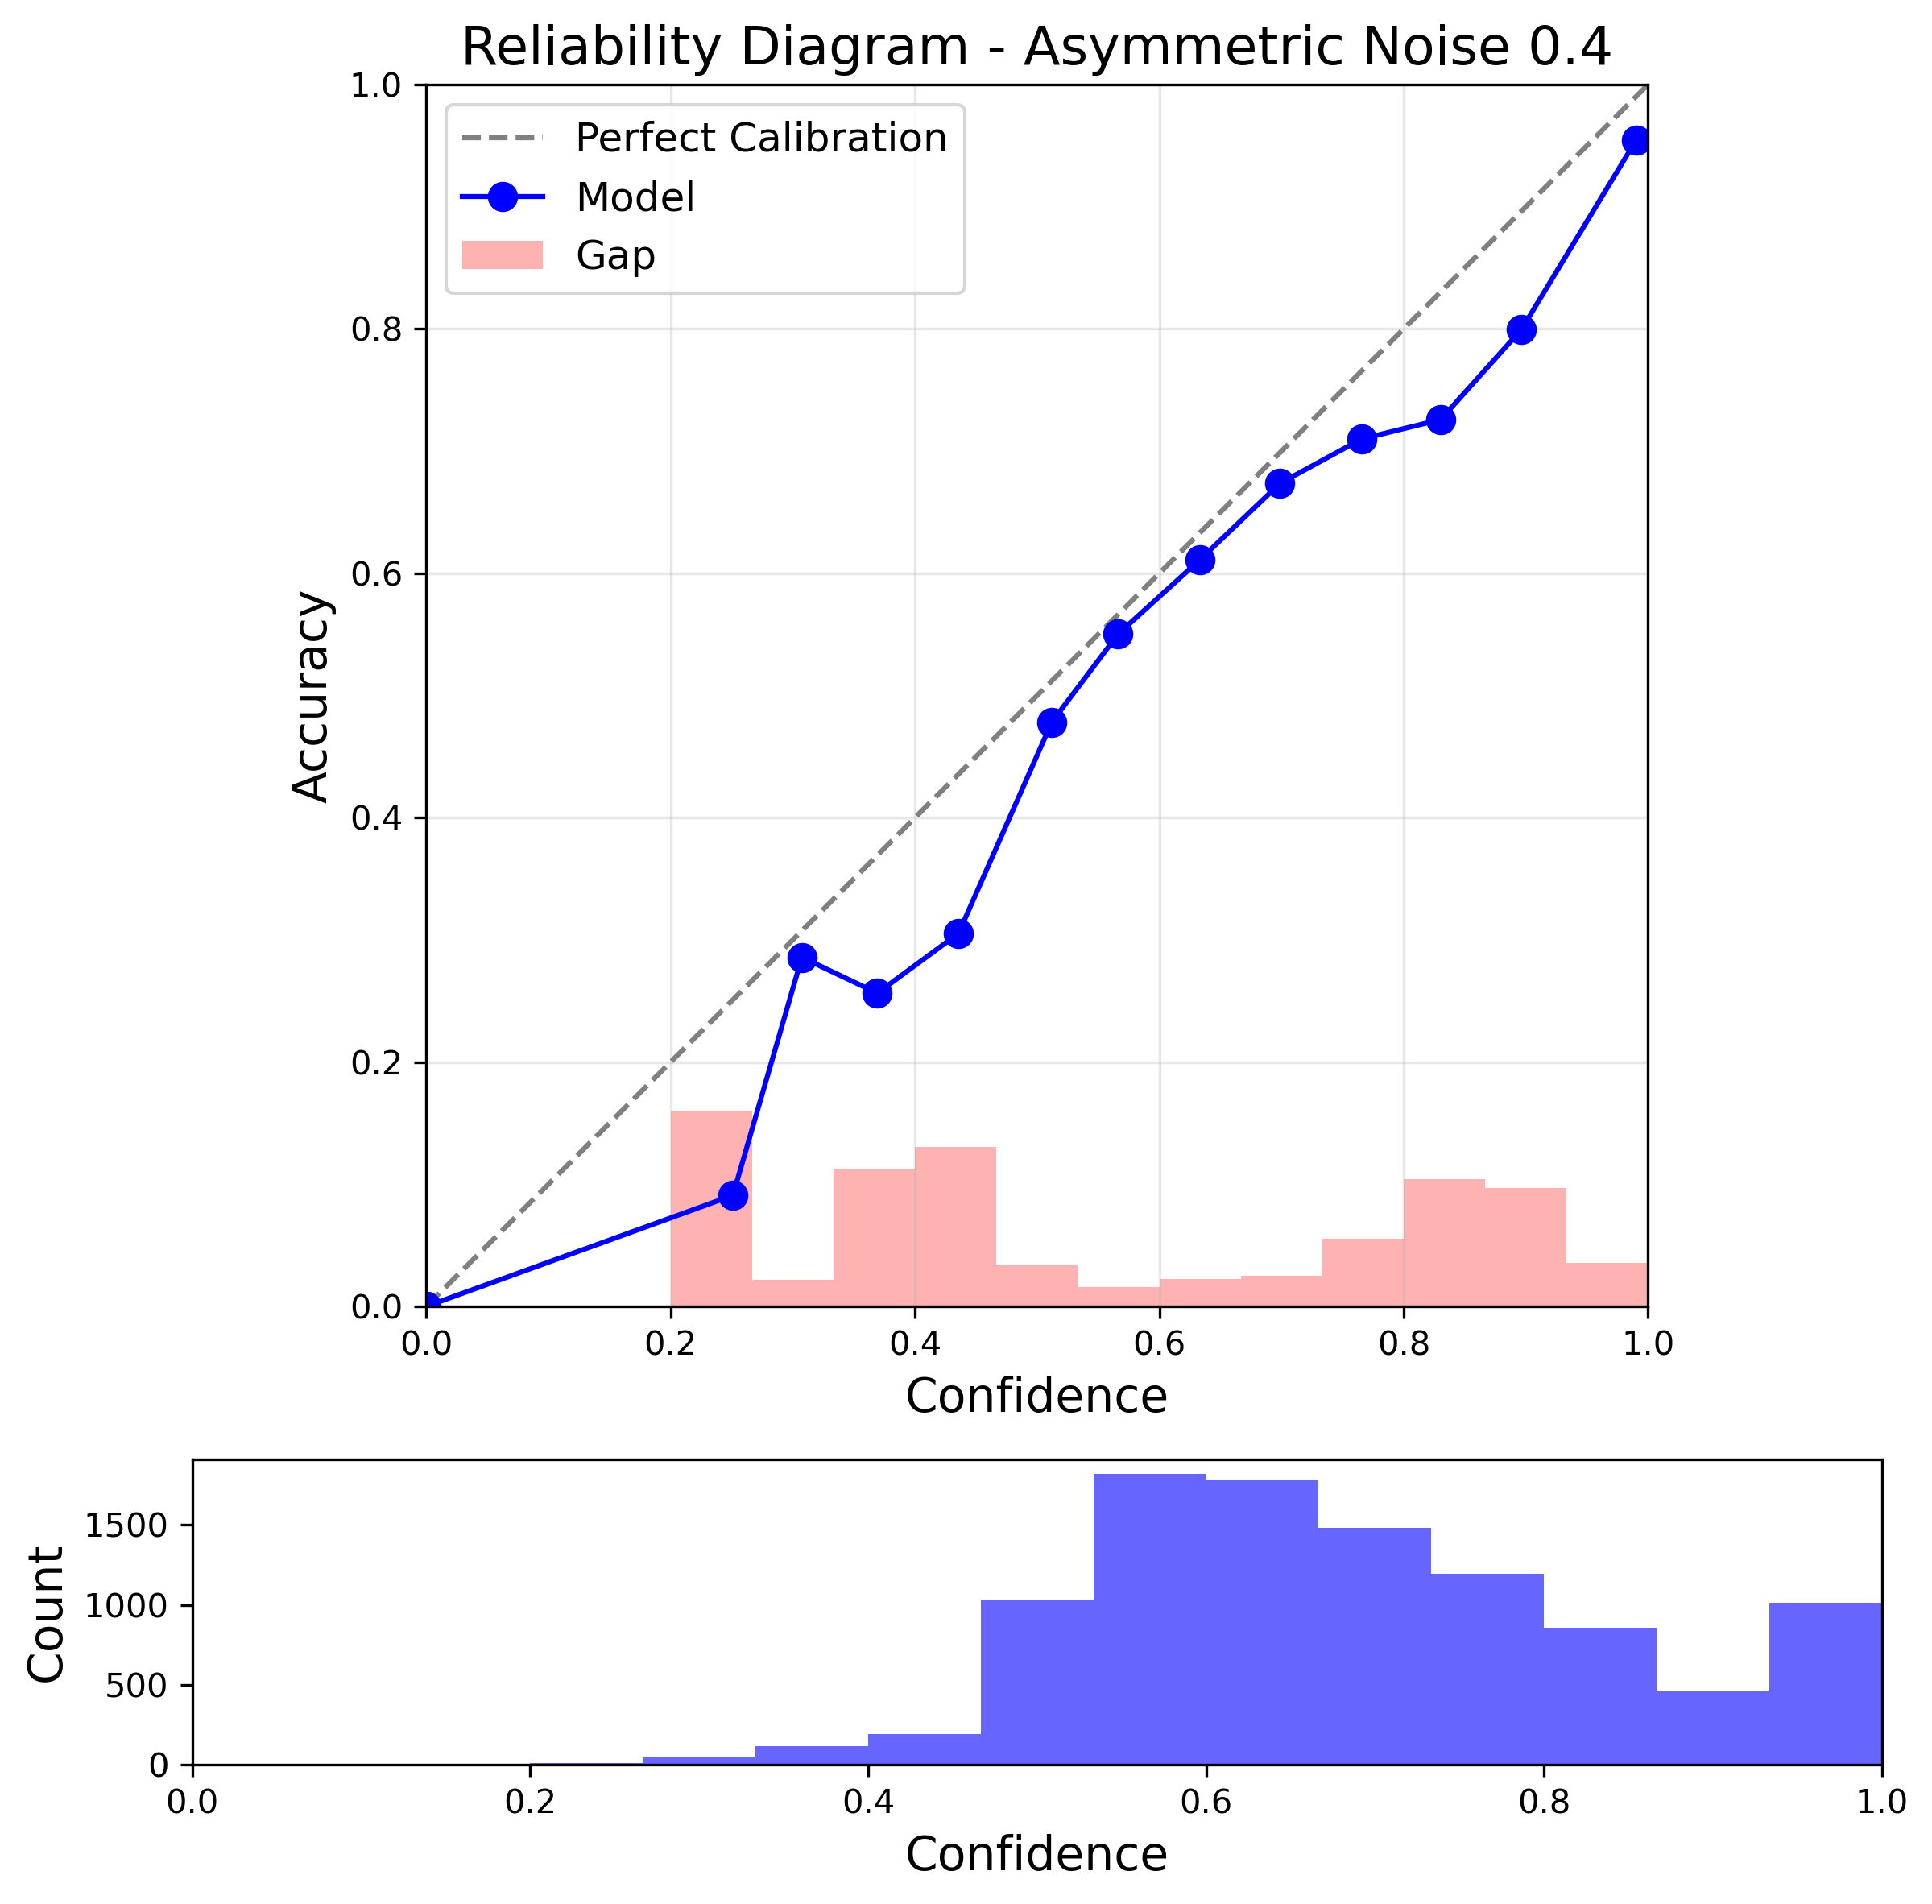 Reliability Diagram - Asymmetric Noise 0.4
1.0
0.8
0.6
0.4
0.2
0.0
Accuracy
Perfect Calibration
Model
Gap
0.0 0.2 0.4 0.6 0.8 1.0
Confidence
1500
1000
500
0
Count
0.0 0.2 0.4 0.6 0.8 1.0
Confidence